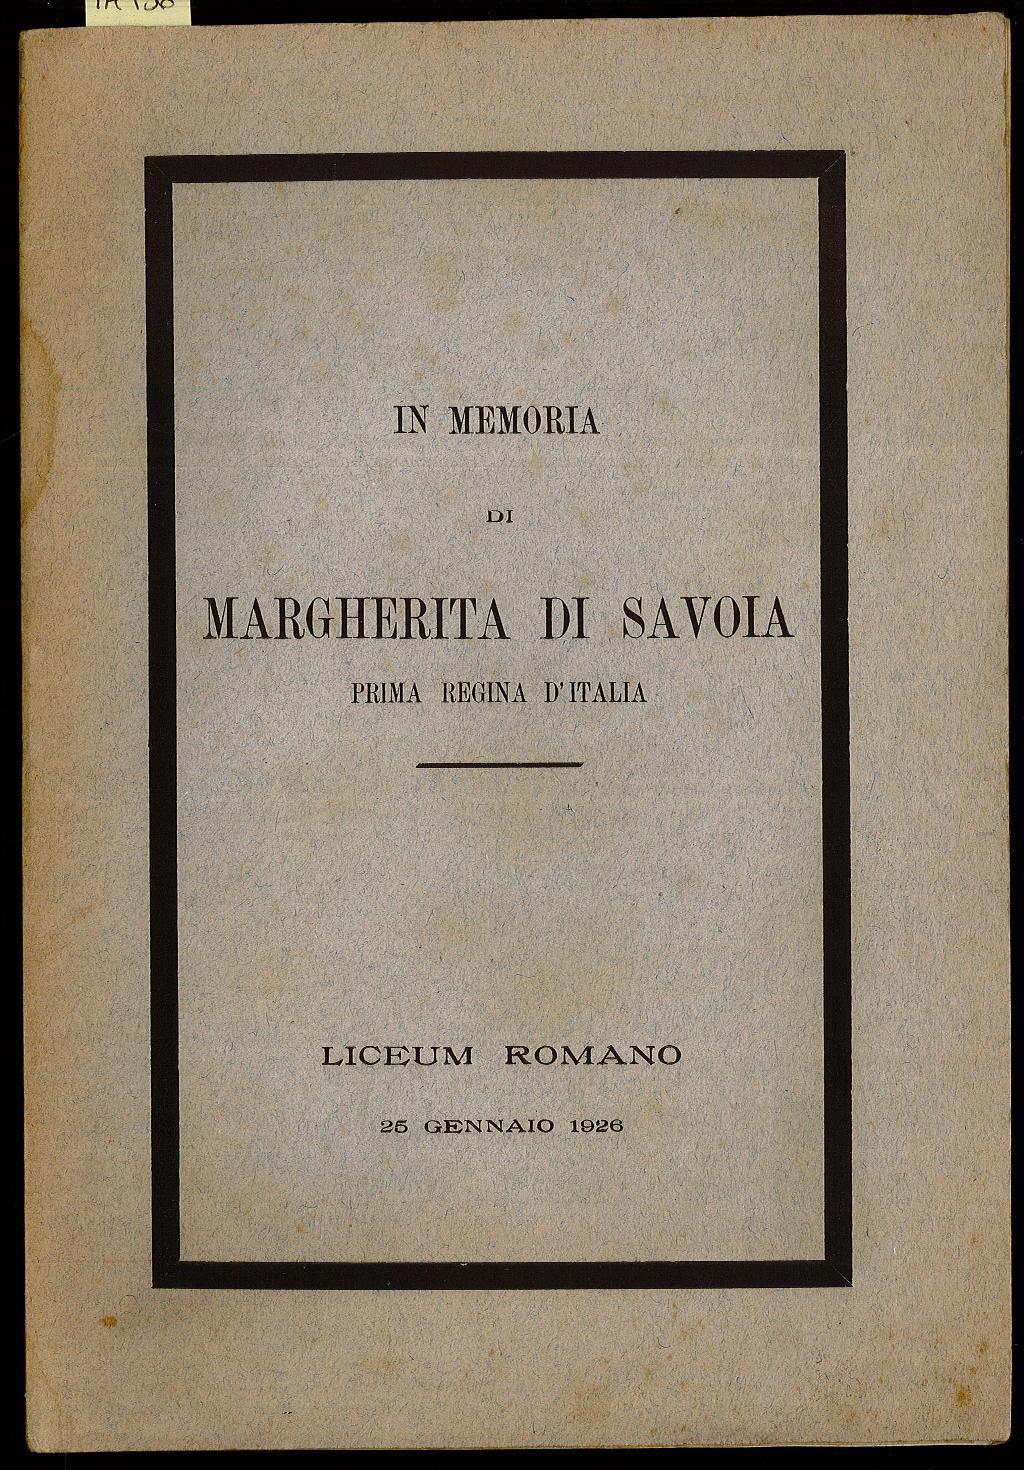 IN MEMORIA
DI
MARGHERITA DI SAVOIA
PRIMA REGINA D'ITALIA
LICEUM ROMANO
25 GENNAIO 1926